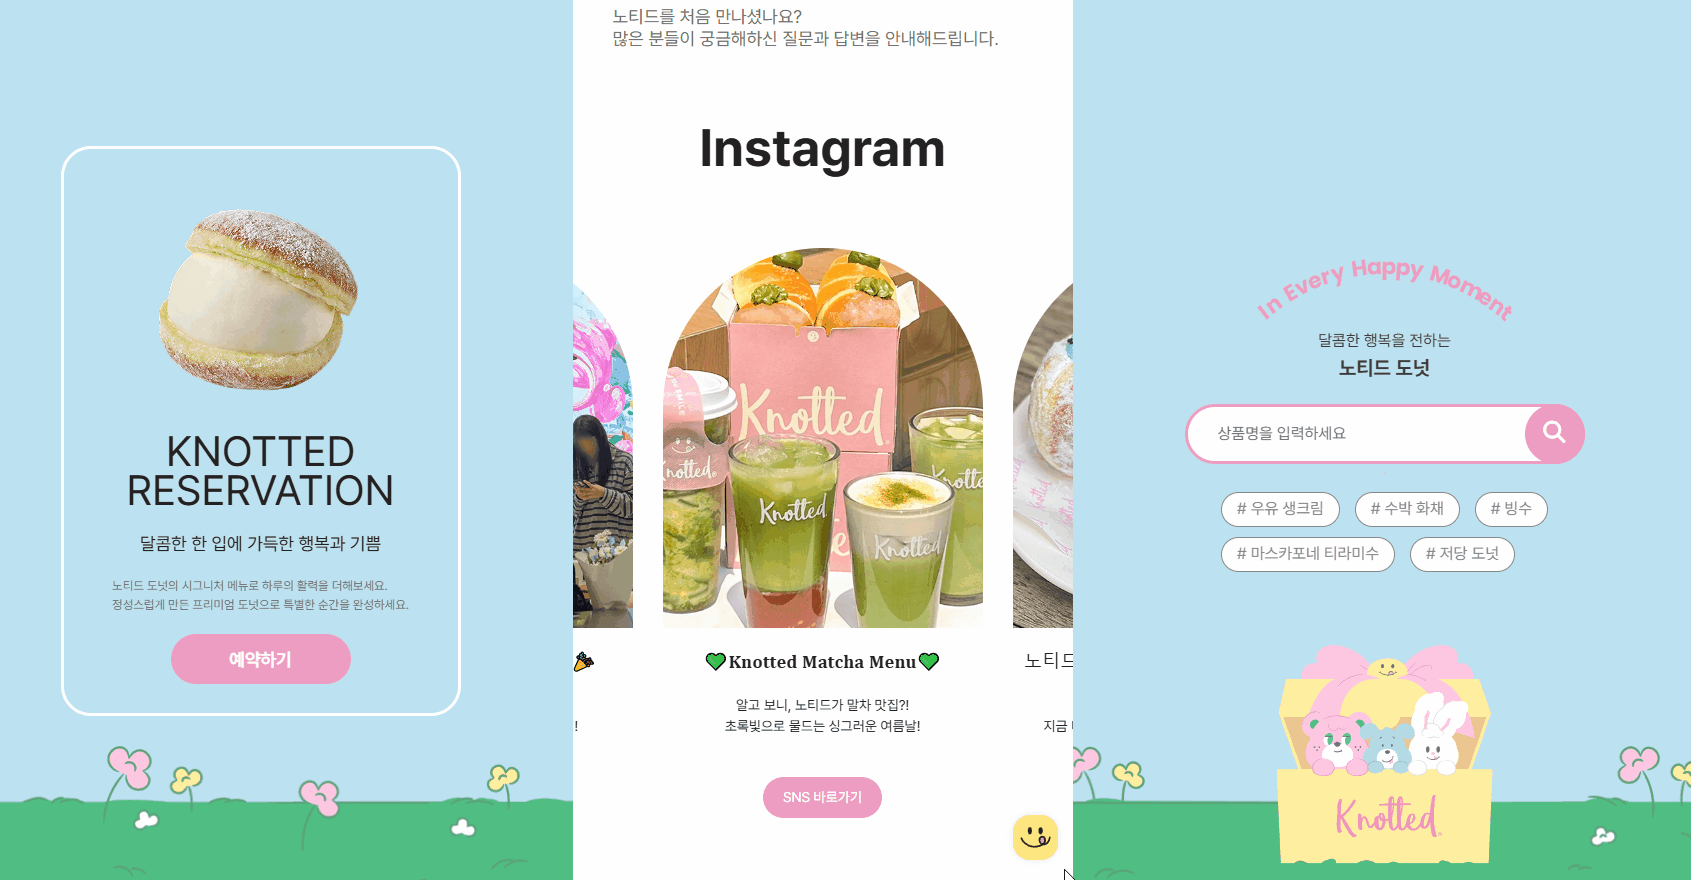 KNOTTED
RESERVATION
달콤한 한 입에 가득한 행복과 기쁨
노티드 도넛의 시그니처 메뉴로 하루의 활력을 더해보세요.
정성스럽게 만든 프리미엄 도넛으로 특별한 순간을 완성하세요.
예약하기
노티드를 처음 만나셨나요?
많은 분들이 궁금해하신 질문과 답변을 안내해드립니다.
Instagram
Knotted
Knotted
Knotted
Knotted
💚Knotted Matcha Menu💚
노티드
알고 보니, 노티드가 말차 맛집?!
초록빛으로 물드는 싱그러운 여름날!
!
지금
SNS 바로가기
In Every Happy Moment
달콤한 행복을 전하는
노티드 도넛
상품명을 입력하세요
# 우유 생크림
# 수박 화채
# 빙수
# 마스카포네 티라미수
# 저당 도넛
Knotted